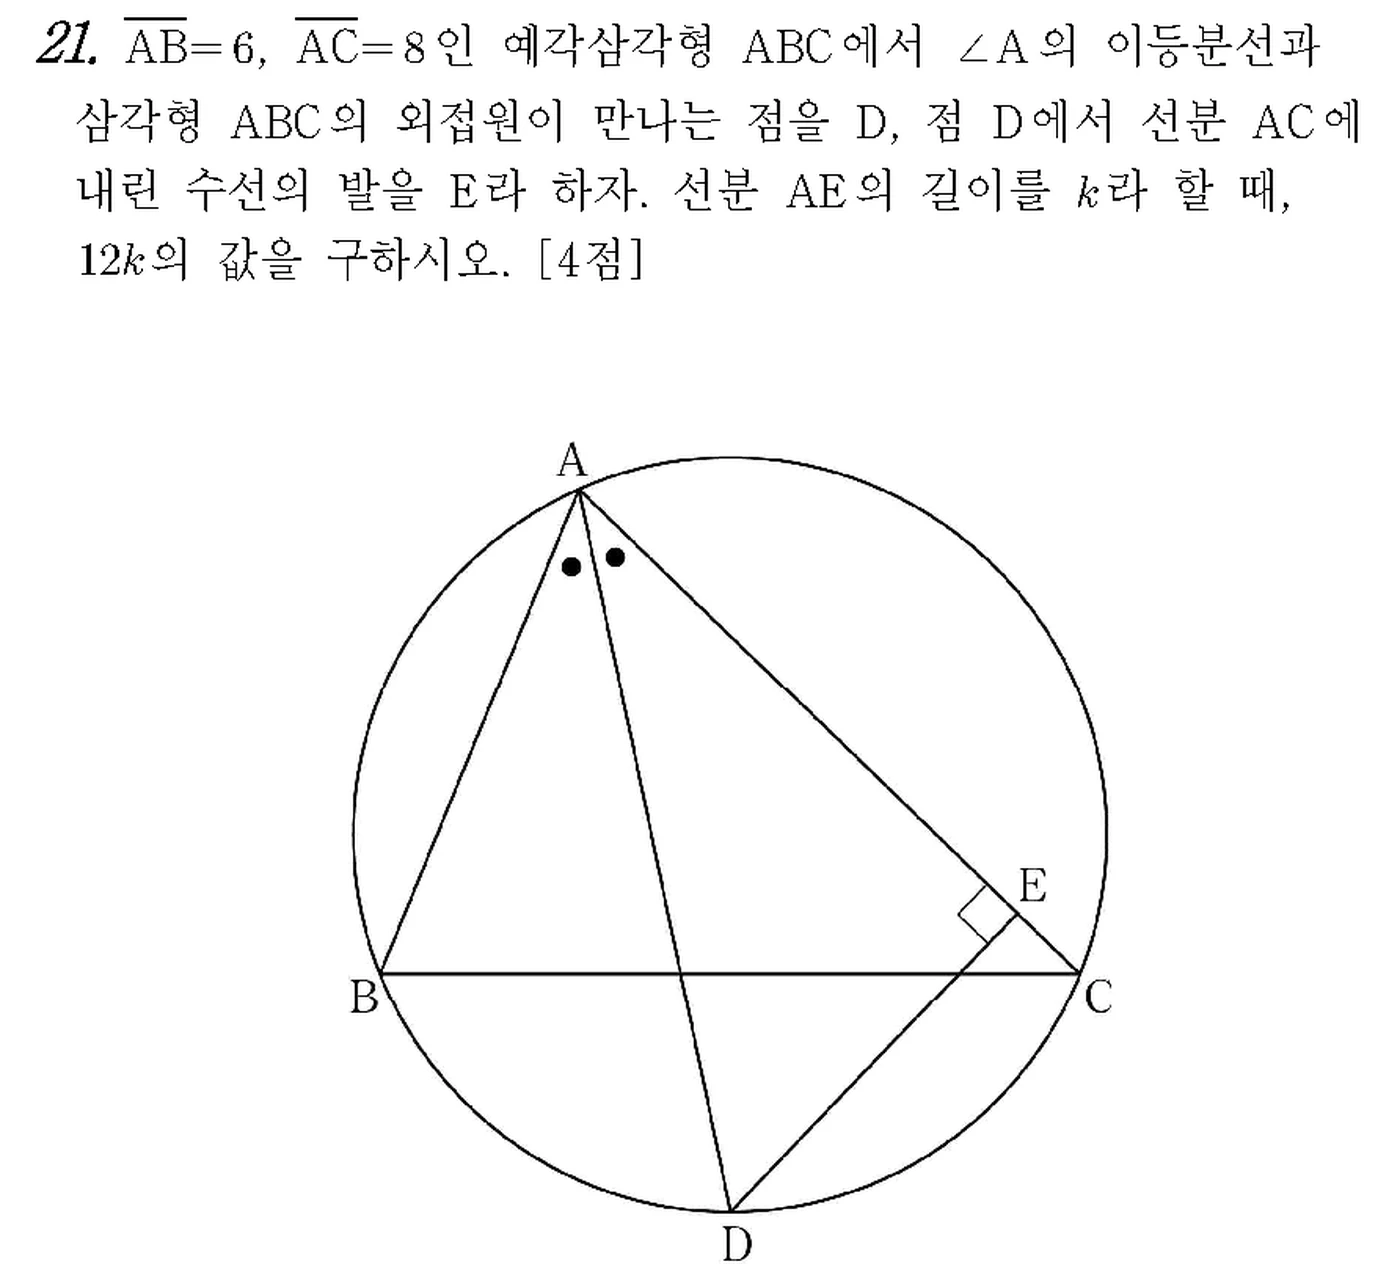 21. AB=6, AC=8인 예각삼각형 ABC에서 ∠A의 이등분선과
삼각형 ABC의 외접원이 만나는 점을 D, 점 D에서 선분 AC에
내린 수선의 발을 E라 하자. 선분 AE의 길이를 k라 할 때,
12k의 값을 구하시오. [4점]
A
E
B
C
D